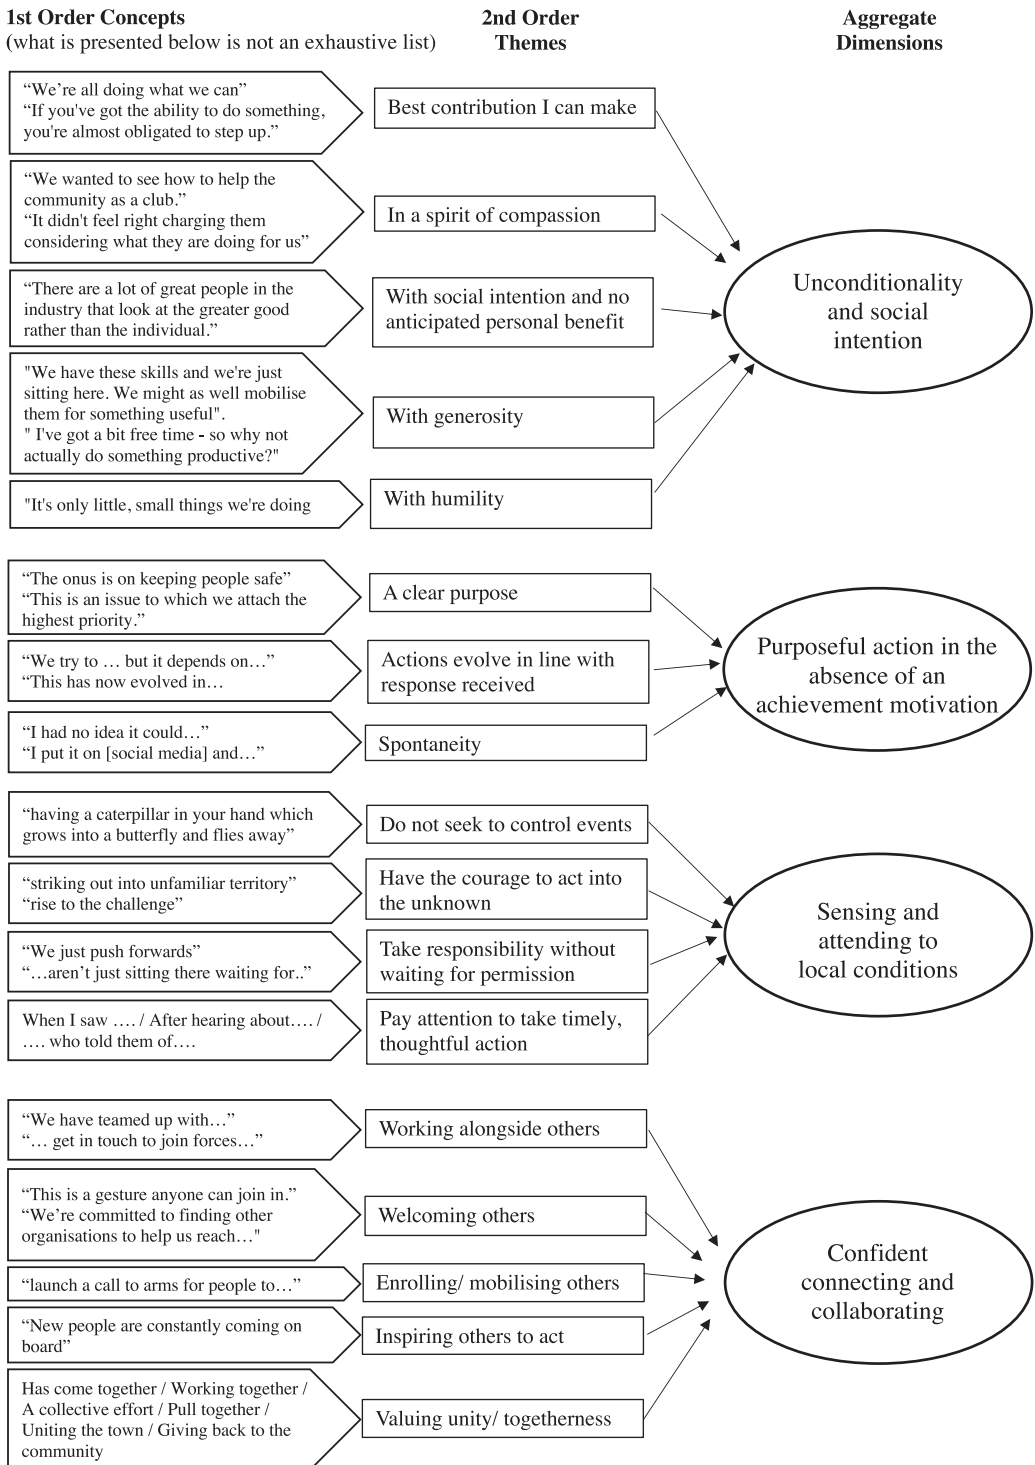 1st Order Concepts
(what is presented below is not an exhaustive list)
2nd Order
Themes
Aggregate
Dimensions
“We’re all doing what we can”
“If you've got the ability to do something,
you're almost obligated to step up.”
Best contribution I can make
“We wanted to see how to help the
community as a club.”
“It didn't feel right charging them
considering what they are doing for us”
In a spirit of compassion
“There are a lot of great people in the
industry that look at the greater good
rather than the individual.”
With social intention and no
anticipated personal benefit
"We have these skills and we're just
sitting here. We might as well mobilise
them for something useful".
" I've got a bit free time - so why not
actually do something productive?"
With generosity
"It's only little, small things we're doing
With humility
Unconditionality
and social
intention
“The onus is on keeping people safe”
“This is an issue to which we attach the
highest priority.”
A clear purpose
“We try to … but it depends on…”
“This has now evolved in…
Actions evolve in line with
response received
“I had no idea it could…”
“I put it on [social media] and…”
Spontaneity
Purposeful action in the
absence of an
achievement motivation
“having a caterpillar in your hand which
grows into a butterfly and flies away”
Do not seek to control events
“striking out into unfamiliar territory”
“rise to the challenge”
Have the courage to act into
the unknown
“We just push forwards”
“…aren’t just sitting there waiting for..”
Take responsibility without
waiting for permission
When I saw …. / After hearing about…. /
…. who told them of….
Pay attention to take timely,
thoughtful action
Sensing and
attending to
local conditions
“We have teamed up with…”
“… get in touch to join forces…”
Working alongside others
“This is a gesture anyone can join in.”
“We’re committed to finding other
organisations to help us reach…"
Welcoming others
“launch a call to arms for people to…”
Enrolling/ mobilising others
“New people are constantly coming on
board”
Inspiring others to act
Has come together / Working together /
A collective effort / Pull together /
Uniting the town / Giving back to the
community
Valuing unity/ togetherness
Confident
connecting and
collaborating